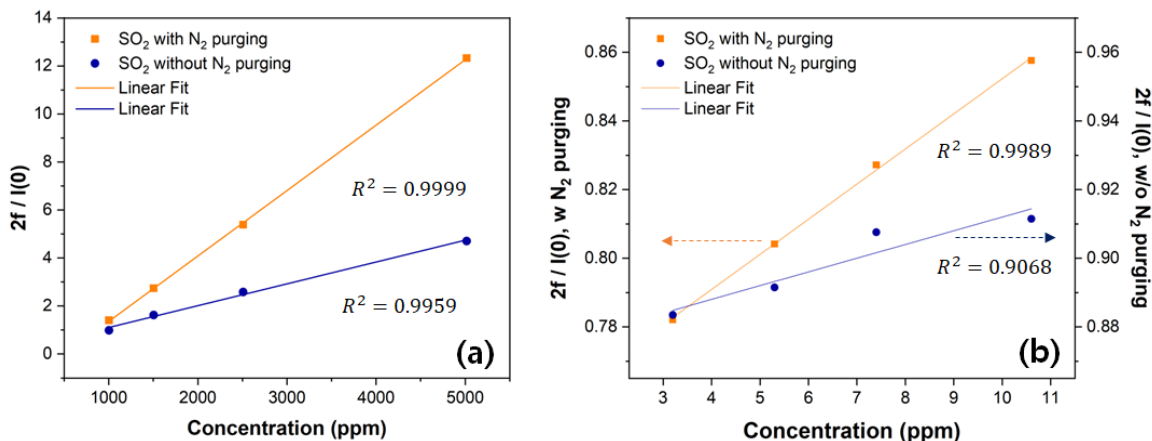 14
12
10
8
6
4
2
0
2f / I(0)
SO₂ with N₂ purging
SO₂ without N₂ purging
Linear Fit
Linear Fit
R² = 0.9999
R² = 0.9959
(a)
1000 2000 3000 4000 5000
Concentration (ppm)
0.86
0.84
0.82
0.80
0.78
2f / I(0), w N₂ purging
SO₂ with N₂ purging
SO₂ without N₂ purging
Linear Fit
Linear Fit
R² = 0.9989
R² = 0.9068
(b)
0.96
0.94
0.92
0.90
0.88
2f / I(0), w/o N₂ purging
3 4 5 6 7 8 9 10 11
Concentration (ppm)